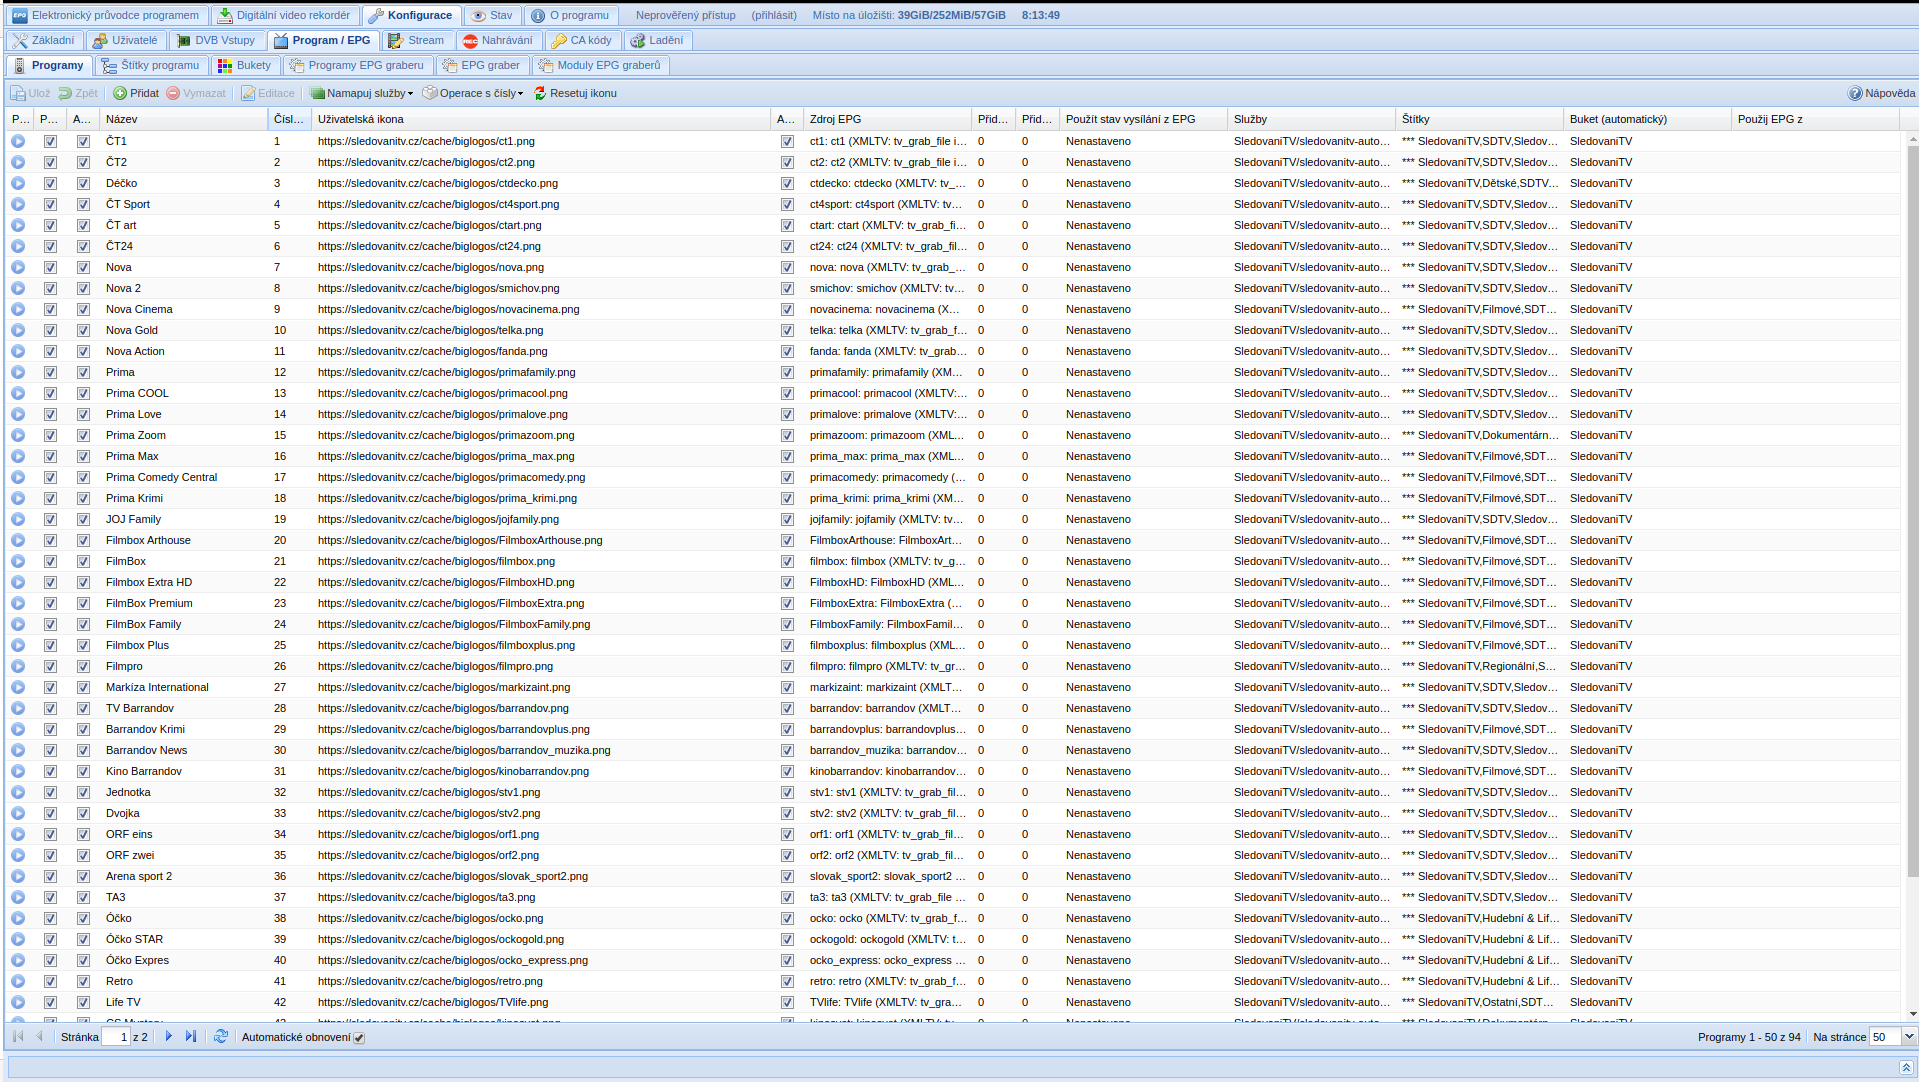 EPG Elektronický průvodce programem Digitální video rekordér Konfigurace Stav O programu Neprověřený přístup (přihlásit) Místo na úložišti: 39GiB/252MiB/57GiB 8:13:49
Základní Uživatelé DVB Vstupy Program / EPG Stream REC Nahrávání CA kódy Ladění
Programy Štítky programu Bukety Programy EPG graberu EPG graber Moduly EPG graberů
Ulož Zpět Přidat Vymazat Editace Namapuj služby Operace s čísly Resetuj ikonu Nápověda
P... P... A... Název Čísl... Uživatelská ikona A... Zdroj EPG Přid... Přid... Použít stav vysílání z EPG Služby Štítky Buket (automatický) Použij EPG z
ČT1 1 https://sledovanitv.cz/cache/biglogos/ct1.png ct1: ct1 (XMLTV: tv_grab_file i... 0 0 Nenastaveno SledovaniTV/sledovanitv-auto... *** SledovaniTV,SDTV,Sledov... SledovaniTV
ČT2 2 https://sledovanitv.cz/cache/biglogos/ct2.png ct2: ct2 (XMLTV: tv_grab_file i... 0 0 Nenastaveno SledovaniTV/sledovanitv-auto... *** SledovaniTV,SDTV,Sledov... SledovaniTV
Déčko 3 https://sledovanitv.cz/cache/biglogos/ctdecko.png ctdecko: ctdecko (XMLTV: tv_... 0 0 Nenastaveno SledovaniTV/sledovanitv-auto... *** SledovaniTV,Dětské,SDTV... SledovaniTV
ČT Sport 4 https://sledovanitv.cz/cache/biglogos/ct4sport.png ct4sport: ct4sport (XMLTV: tv... 0 0 Nenastaveno SledovaniTV/sledovanitv-auto... *** SledovaniTV,SDTV,Sledov... SledovaniTV
ČT art 5 https://sledovanitv.cz/cache/biglogos/ctart.png ctart: ctart (XMLTV: tv_grab_fi... 0 0 Nenastaveno SledovaniTV/sledovanitv-auto... *** SledovaniTV,SDTV,Sledov... SledovaniTV
ČT24 6 https://sledovanitv.cz/cache/biglogos/ct24.png ct24: ct24 (XMLTV: tv_grab_fil... 0 0 Nenastaveno SledovaniTV/sledovanitv-auto... *** SledovaniTV,SDTV,Sledov... SledovaniTV
Nova 7 https://sledovanitv.cz/cache/biglogos/nova.png nova: nova (XMLTV: tv_grab_... 0 0 Nenastaveno SledovaniTV/sledovanitv-auto... *** SledovaniTV,SDTV,Sledov... SledovaniTV
Nova 2 8 https://sledovanitv.cz/cache/biglogos/smichov.png smichov: smichov (XMLTV: tv... 0 0 Nenastaveno SledovaniTV/sledovanitv-auto... *** SledovaniTV,SDTV,Sledov... SledovaniTV
Nova Cinema 9 https://sledovanitv.cz/cache/biglogos/novacinema.png novacinema: novacinema (X... 0 0 Nenastaveno SledovaniTV/sledovanitv-auto... *** SledovaniTV,Filmové,SDT... SledovaniTV
Nova Gold 10 https://sledovanitv.cz/cache/biglogos/telka.png telka: telka (XMLTV: tv_grab_f... 0 0 Nenastaveno SledovaniTV/sledovanitv-auto... *** SledovaniTV,SDTV,Sledov... SledovaniTV
Nova Action 11 https://sledovanitv.cz/cache/biglogos/fanda.png fanda: fanda (XMLTV: tv_grab... 0 0 Nenastaveno SledovaniTV/sledovanitv-auto... *** SledovaniTV,SDTV,Sledov... SledovaniTV
Prima 12 https://sledovanitv.cz/cache/biglogos/primafamily.png primafamily: primafamily (XM... 0 0 Nenastaveno SledovaniTV/sledovanitv-auto... *** SledovaniTV,SDTV,Sledov... SledovaniTV
Prima COOL 13 https://sledovanitv.cz/cache/biglogos/primacool.png primacool: primacool (XMLTV:... 0 0 Nenastaveno SledovaniTV/sledovanitv-auto... *** SledovaniTV,SDTV,Sledov... SledovaniTV
Prima Love 14 https://sledovanitv.cz/cache/biglogos/primalove.png primalove: primalove (XMLTV:... 0 0 Nenastaveno SledovaniTV/sledovanitv-auto... *** SledovaniTV,SDTV,Sledov... SledovaniTV
Prima Zoom 15 https://sledovanitv.cz/cache/biglogos/primazoom.png primazoom: primazoom (XML... 0 0 Nenastaveno SledovaniTV/sledovanitv-auto... *** SledovaniTV,Dokumentárn... SledovaniTV
Prima Max 16 https://sledovanitv.cz/cache/biglogos/prima_max.png prima_max: prima_max (XML... 0 0 Nenastaveno SledovaniTV/sledovanitv-auto... *** SledovaniTV,Filmové,SDT... SledovaniTV
Prima Comedy Central 17 https://sledovanitv.cz/cache/biglogos/primacomedy.png primacomedy: primacomedy (... 0 0 Nenastaveno SledovaniTV/sledovanitv-auto... *** SledovaniTV,Filmové,SDT... SledovaniTV
Prima Krimi 18 https://sledovanitv.cz/cache/biglogos/prima_krimi.png prima_krimi: prima_krimi (XM... 0 0 Nenastaveno SledovaniTV/sledovanitv-auto... *** SledovaniTV,Filmové,SDT... SledovaniTV
JOJ Family 19 https://sledovanitv.cz/cache/biglogos/jojfamily.png jojfamily: jojfamily (XMLTV: tv... 0 0 Nenastaveno SledovaniTV/sledovanitv-auto... *** SledovaniTV,SDTV,Sledov... SledovaniTV
Filmbox Arthouse 20 https://sledovanitv.cz/cache/biglogos/FilmboxArthouse.png FilmboxArthouse: FilmboxArt... 0 0 Nenastaveno SledovaniTV/sledovanitv-auto... *** SledovaniTV,Filmové,SDT... SledovaniTV
FilmBox 21 https://sledovanitv.cz/cache/biglogos/filmbox.png filmbox: filmbox (XMLTV: tv_g... 0 0 Nenastaveno SledovaniTV/sledovanitv-auto... *** SledovaniTV,Filmové,SDT... SledovaniTV
Filmbox Extra HD 22 https://sledovanitv.cz/cache/biglogos/FilmboxHD.png FilmboxHD: FilmboxHD (XML... 0 0 Nenastaveno SledovaniTV/sledovanitv-auto... *** SledovaniTV,Filmové,SDT... SledovaniTV
FilmBox Premium 23 https://sledovanitv.cz/cache/biglogos/FilmboxExtra.png FilmboxExtra: FilmboxExtra (... 0 0 Nenastaveno SledovaniTV/sledovanitv-auto... *** SledovaniTV,Filmové,SDT... SledovaniTV
FilmBox Family 24 https://sledovanitv.cz/cache/biglogos/FilmboxFamily.png FilmboxFamily: FilmboxFamil... 0 0 Nenastaveno SledovaniTV/sledovanitv-auto... *** SledovaniTV,Filmové,SDT... SledovaniTV
Filmbox Plus 25 https://sledovanitv.cz/cache/biglogos/filmboxplus.png filmboxplus: filmboxplus (XML... 0 0 Nenastaveno SledovaniTV/sledovanitv-auto... *** SledovaniTV,Filmové,SDT... SledovaniTV
Filmpro 26 https://sledovanitv.cz/cache/biglogos/filmpro.png filmpro: filmpro (XMLTV: tv_gr... 0 0 Nenastaveno SledovaniTV/sledovanitv-auto... *** SledovaniTV,Regionální,S... SledovaniTV
Markíza International 27 https://sledovanitv.cz/cache/biglogos/markizaint.png markizaint: markizaint (XMLT... 0 0 Nenastaveno SledovaniTV/sledovanitv-auto... *** SledovaniTV,SDTV,Sledov... SledovaniTV
TV Barrandov 28 https://sledovanitv.cz/cache/biglogos/barrandov.png barrandov: barrandov (XMLT... 0 0 Nenastaveno SledovaniTV/sledovanitv-auto... *** SledovaniTV,SDTV,Sledov... SledovaniTV
Barrandov Krimi 29 https://sledovanitv.cz/cache/biglogos/barrandovplus.png barrandovplus: barrandovplus... 0 0 Nenastaveno SledovaniTV/sledovanitv-auto... *** SledovaniTV,Filmové,SDT... SledovaniTV
Barrandov News 30 https://sledovanitv.cz/cache/biglogos/barrandov_muzika.png barrandov_muzika: barrandov... 0 0 Nenastaveno SledovaniTV/sledovanitv-auto... *** SledovaniTV,SDTV,Sledov... SledovaniTV
Kino Barrandov 31 https://sledovanitv.cz/cache/biglogos/kinobarrandov.png kinobarrandov: kinobarrandov... 0 0 Nenastaveno SledovaniTV/sledovanitv-auto... *** SledovaniTV,Filmové,SDT... SledovaniTV
Jednotka 32 https://sledovanitv.cz/cache/biglogos/stv1.png stv1: stv1 (XMLTV: tv_grab_fil... 0 0 Nenastaveno SledovaniTV/sledovanitv-auto... *** SledovaniTV,SDTV,Sledov... SledovaniTV
Dvojka 33 https://sledovanitv.cz/cache/biglogos/stv2.png stv2: stv2 (XMLTV: tv_grab_fil... 0 0 Nenastaveno SledovaniTV/sledovanitv-auto... *** SledovaniTV,SDTV,Sledov... SledovaniTV
ORF eins 34 https://sledovanitv.cz/cache/biglogos/orf1.png orf1: orf1 (XMLTV: tv_grab_fil... 0 0 Nenastaveno SledovaniTV/sledovanitv-auto... *** SledovaniTV,SDTV,Sledov... SledovaniTV
ORF zwei 35 https://sledovanitv.cz/cache/biglogos/orf2.png orf2: orf2 (XMLTV: tv_grab_fil... 0 0 Nenastaveno SledovaniTV/sledovanitv-auto... *** SledovaniTV,SDTV,Sledov... SledovaniTV
Arena sport 2 36 https://sledovanitv.cz/cache/biglogos/slovak_sport2.png slovak_sport2: slovak_sport2 ... 0 0 Nenastaveno SledovaniTV/sledovanitv-auto... *** SledovaniTV,SDTV,Sledov... SledovaniTV
TA3 37 https://sledovanitv.cz/cache/biglogos/ta3.png ta3: ta3 (XMLTV: tv_grab_file ... 0 0 Nenastaveno SledovaniTV/sledovanitv-auto... *** SledovaniTV,SDTV,Sledov... SledovaniTV
Óčko 38 https://sledovanitv.cz/cache/biglogos/ocko.png ocko: ocko (XMLTV: tv_grab_f... 0 0 Nenastaveno SledovaniTV/sledovanitv-auto... *** SledovaniTV,Hudební & Lif... SledovaniTV
Óčko STAR 39 https://sledovanitv.cz/cache/biglogos/ockogold.png ockogold: ockogold (XMLTV: t... 0 0 Nenastaveno SledovaniTV/sledovanitv-auto... *** SledovaniTV,Hudební & Lif... SledovaniTV
Óčko Expres 40 https://sledovanitv.cz/cache/biglogos/ocko_express.png ocko_express: ocko_express ... 0 0 Nenastaveno SledovaniTV/sledovanitv-auto... *** SledovaniTV,Hudební & Lif... SledovaniTV
Retro 41 https://sledovanitv.cz/cache/biglogos/retro.png retro: retro (XMLTV: tv_grab_f... 0 0 Nenastaveno SledovaniTV/sledovanitv-auto... *** SledovaniTV,Hudební & Lif... SledovaniTV
Life TV 42 https://sledovanitv.cz/cache/biglogos/TVlife.png TVlife: TVlife (XMLTV: tv_gra... 0 0 Nenastaveno SledovaniTV/sledovanitv-auto... *** SledovaniTV,Ostatní,SDT... SledovaniTV
Stránka 1 z 2 Automatické obnovení Programy 1 - 50 z 94 Na stránce 50